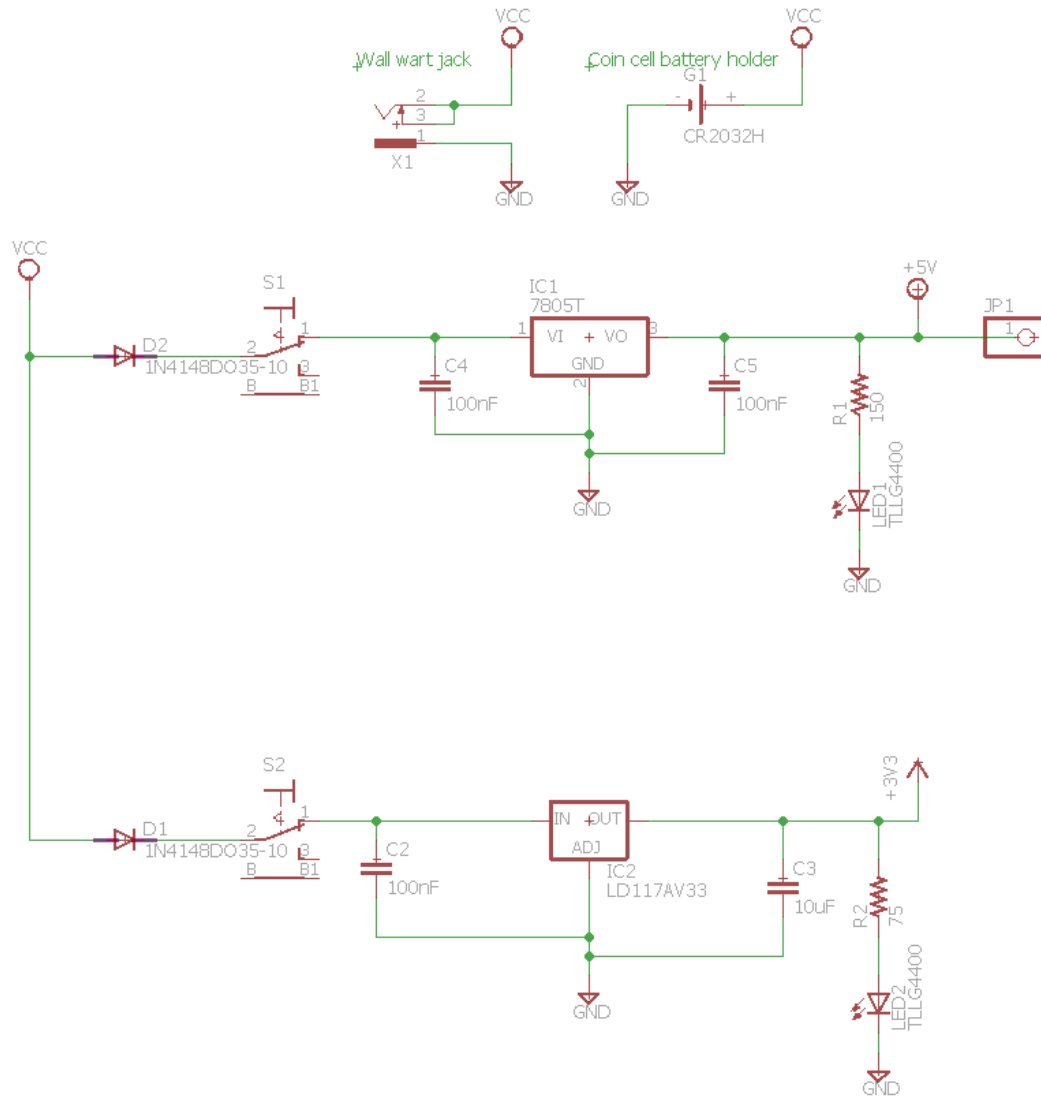 VCC
VCC
Wall wart jack
Coin cell battery holder
G1
- +
2
3
CR2032H
1
X1
GND
GND
VCC
+5V
S1
IC1
7805T
JP1
1
1
VI
VO
3
1
D2
2
1N4148DO35-10
3
GND
C4
C5
B
B1
2
100nF
100nF
R1
150
GND
LED1
TLLG4400
GND
+3V3
S2
1
IN
OUT
D1
2
1N4148DO35-10
3
ADJ
C2
IC2
C3
B
B1
100nF
LD117AV33
10uF
R2
75
GND
LED2
TLLG4400
GND